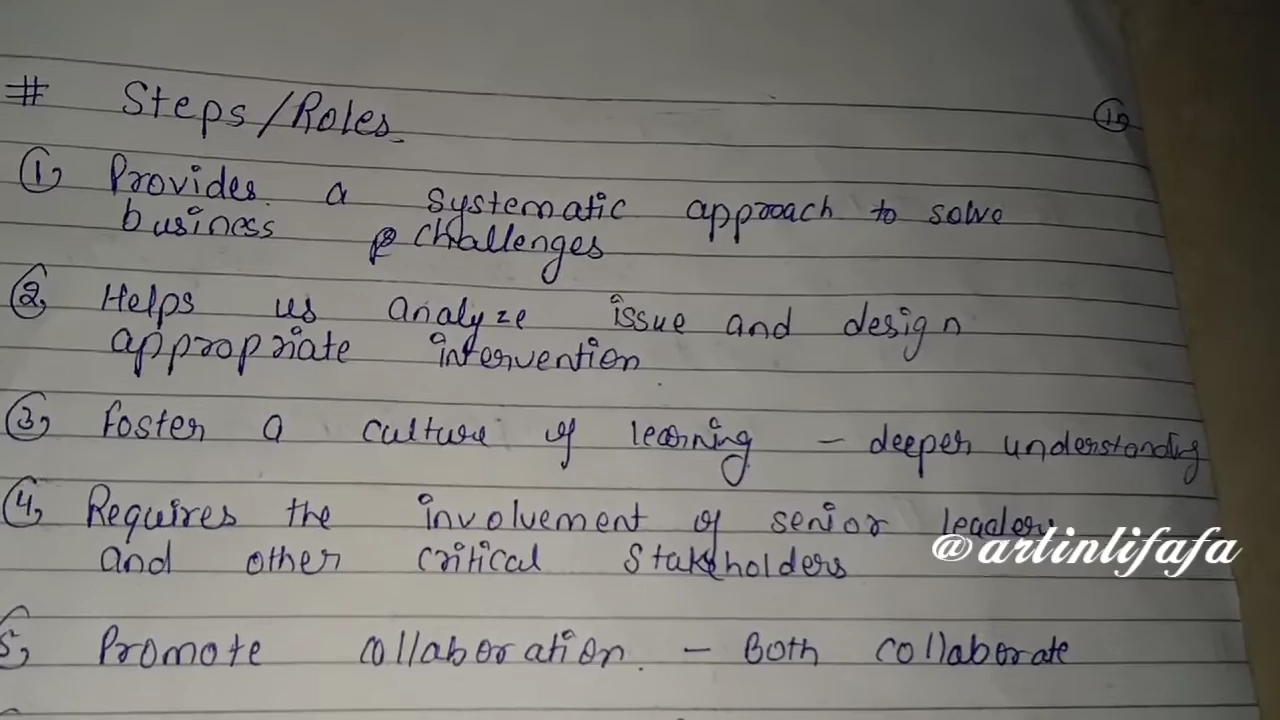 # Steps/Roles
① Provides a systematic approach to solve
business challenges
② Helps us analyze issue and design
appropriate intervention
③ Foster a culture of learning - deeper understanding
④ Requires the involvement of senior leaders
and other critical Stakeholders
@artinlifafa
5, Promote collaboration. - Both collaborate